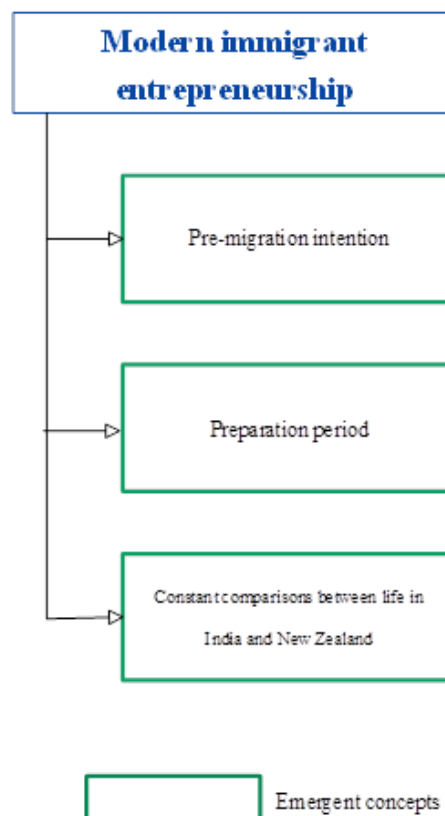 Modern immigrant
entrepreneurship
Pre-migration intention
Preparation period
Constant comparisons between life in
India and New Zealand
Emergent concepts